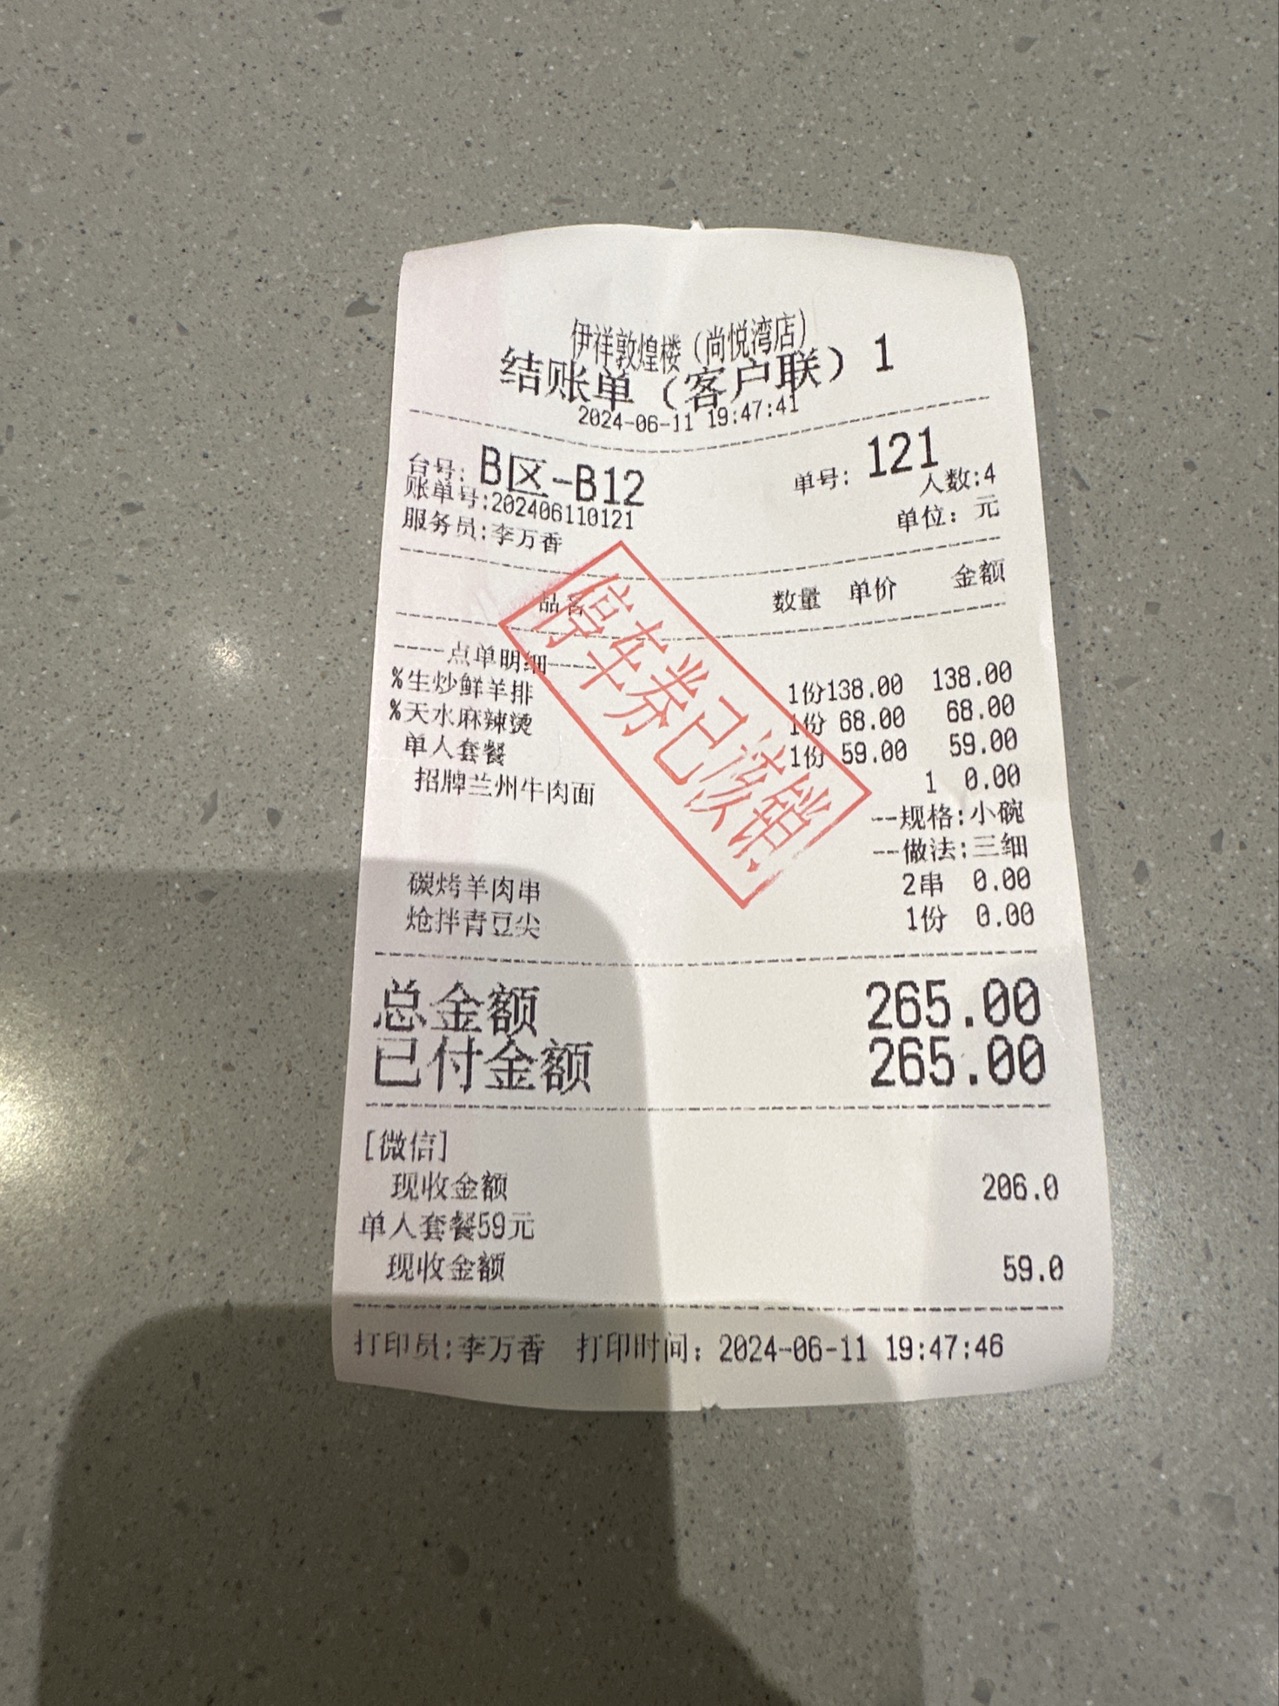 伊祥敦煌楼（尚悦湾店）
结账单（客户联）1
2024-06-11 19:47:41
台号: B区-B12 单号: 121
账单号:202406110121 人数:4
服务员:李万香 单位: 元
品名 数量 单价 金额
----点单明细----
%生炒鲜羊排 1份138.00 138.00
%天水麻辣烫 1份 68.00 68.00
单人套餐 1份 59.00 59.00
招牌兰州牛肉面 1 0.00
--规格:小碗
--做法:三细
碳烤羊肉串 2串 0.00
炝拌青豆尖 1份 0.00
停车券已核销
总金额 265.00
已付金额 265.00
[微信]
现收金额 206.0
单人套餐59元
现收金额 59.0
打印员:李万香 打印时间: 2024-06-11 19:47:46